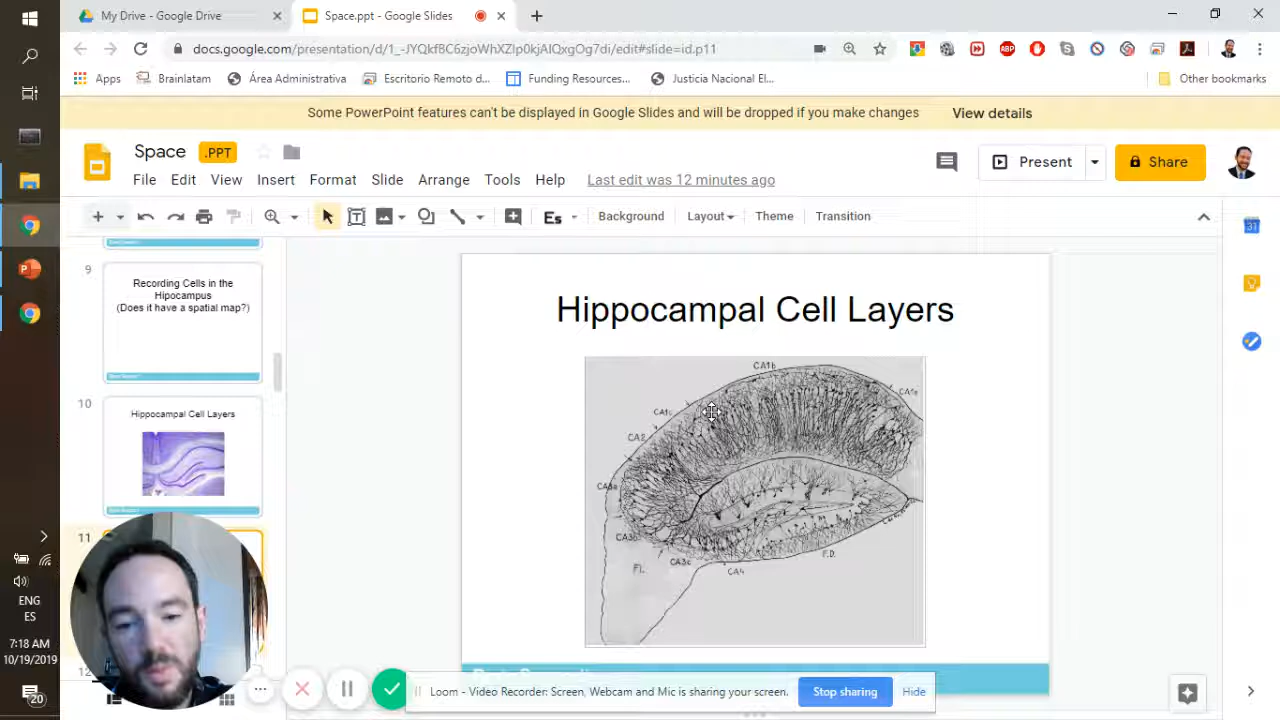 My Drive - Google Drive
Space.ppt - Google Slides
docs.google.com/presentation/d/1_-JYQkfBC6zjoWhXZIp0kjAIQxgOg7di/edit#slide=id.p11
ABP
Apps
Brainlatam
Área Administrativa
Escritorio Remoto d...
Funding Resources...
Justicia Nacional El...
Other bookmarks
Some PowerPoint features can't be displayed in Google Slides and will be dropped if you make changes
View details
Space
.PPT
Present
Share
File
Edit
View
Insert
Format
Slide
Arrange
Tools
Help
Last edit was 12 minutes ago
Es
Background
Layout
Theme
Transition
31
9
Recording Cells in the
Hipocampus
(Does it have a spatial map?)
10
Hippocampal Cell Layers
11
12
Hippocampal Cell Layers
CA1b
CA1a
CA1c
CA2
CA3a
CA3b
CA3c
CA4
F.D.
Fi.
ENG
ES
7:18 AM
10/19/2019
20
Loom - Video Recorder: Screen, Webcam and Mic is sharing your screen.
Stop sharing
Hide